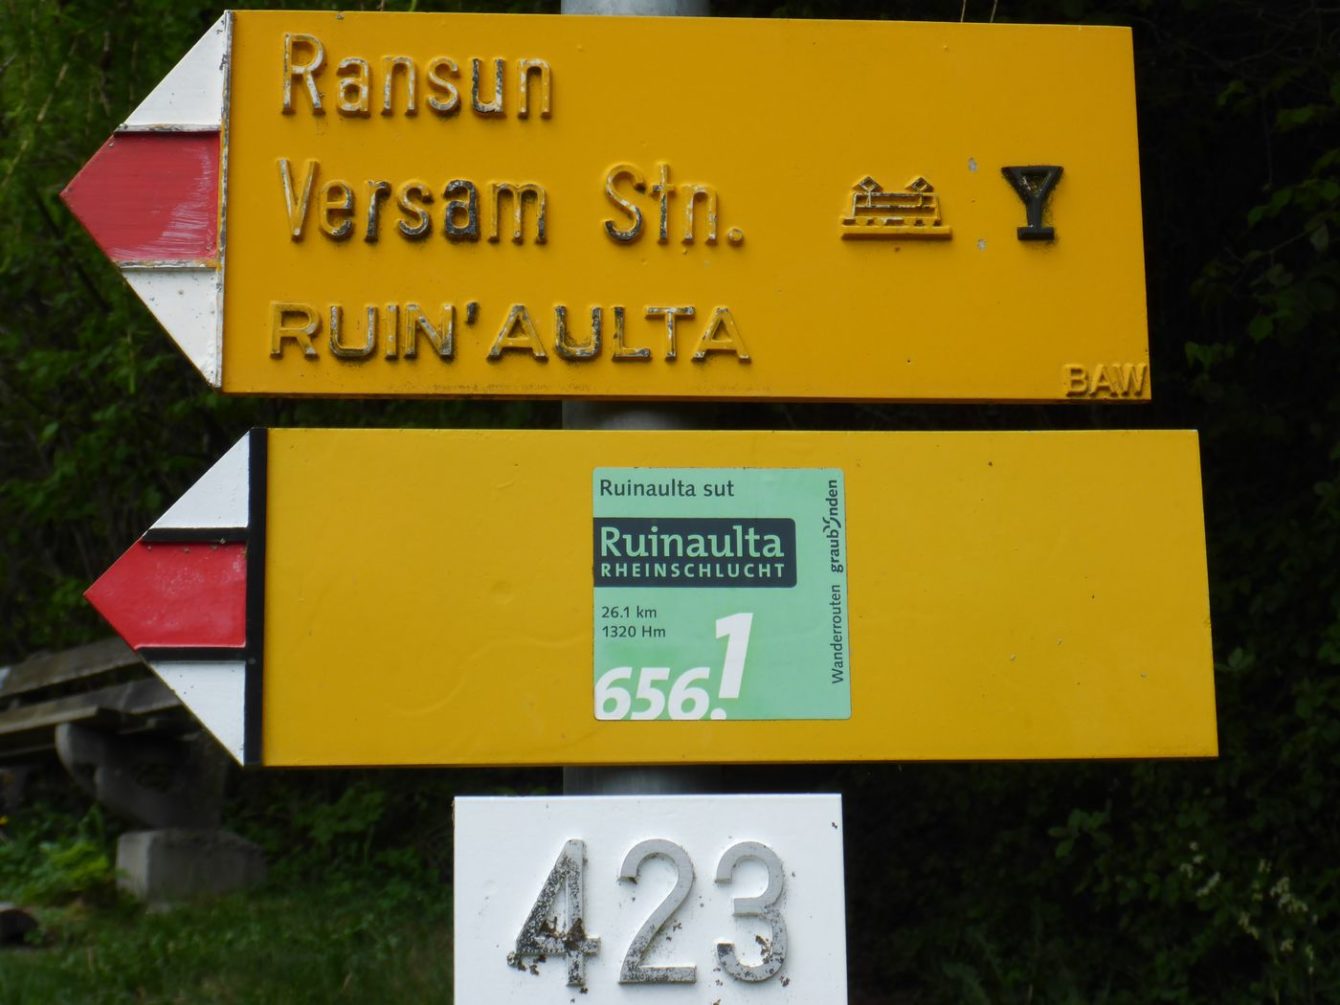 Ransun
Versam Stn.
RUIN'AULTA
BAW
Ruinaulta sut
Ruinaulta
RHEINSCHLUCHT
26.1 km
1320 Hm
656.1
Wanderrouten graubünden
423